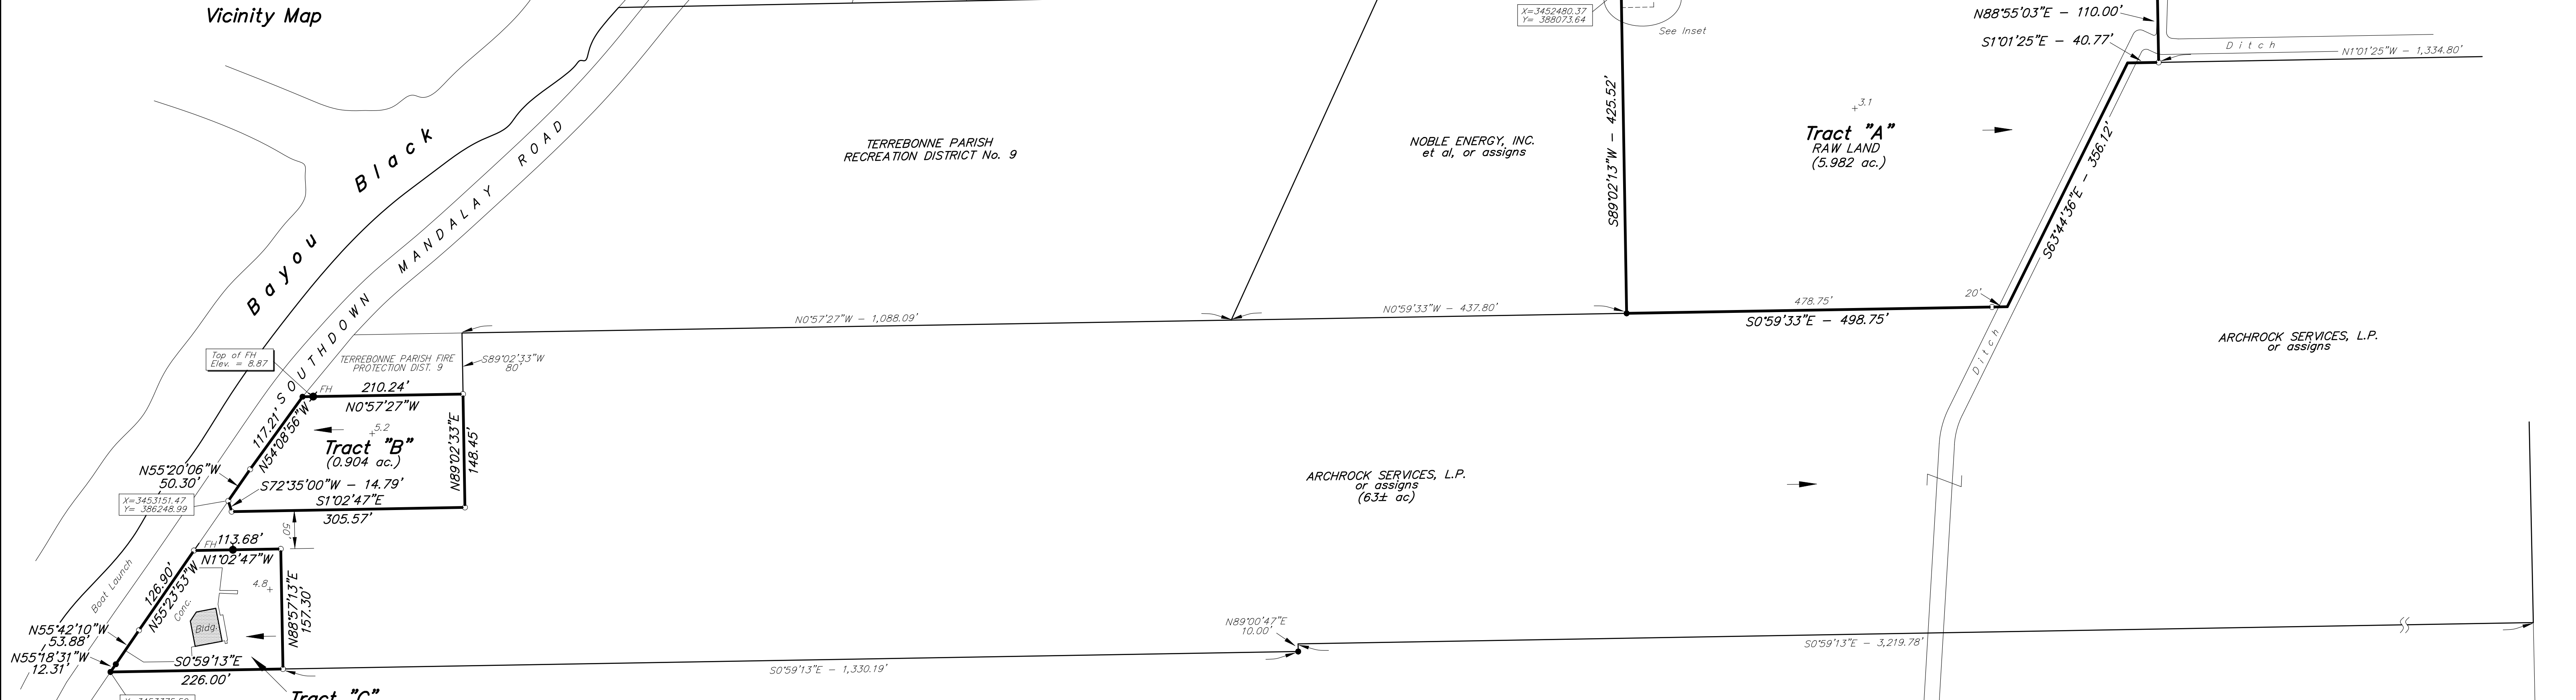 Vicinity Map
X=3452480.37
Y= 388073.64
See Inset
N88°55'03"E - 110.00'
S1°01'25"E - 40.77'
Ditch
N1°01'25"W - 1,334.80'
Bayou Black
SOUTHDOWN MANDALAY ROAD
TERREBONNE PARISH
RECREATION DISTRICT No. 9
NOBLE ENERGY, INC.
et al, or assigns
S89°02'13"W - 425.52'
3.1
Tract "A"
RAW LAND
(5.982 ac.)
S63°44'36"E - 356.12'
N0°57'27"W - 1,088.09'
N0°59'33"W - 437.80'
478.75'
20'
S0°59'33"E - 498.75'
Ditch
ARCHROCK SERVICES, L.P.
or assigns
Top of FH
Elev. = 8.87
TERREBONNE PARISH FIRE
PROTECTION DIST. 9
S89°02'33"W
80'
FH
210.24'
N0°57'27"W
117.21'
N54°08'56"W
5.2
Tract "B"
(0.904 ac.)
N89°02'33"E
148.45'
N55°20'06"W
50.30'
S72°35'00"W - 14.79'
X=3453151.47
Y= 386248.99
S1°02'47"E
305.57'
50'
ARCHROCK SERVICES, L.P.
or assigns
(63± ac)
FH
113.68'
N1°02'47"W
Boat Launch
126.90'
N55°23'53"W
Conc.
4.8
Bldg.
N88°57'13"E
157.30'
N55°42'10"W
53.88'
N55°18'31"W
12.31'
S0°59'13"E
226.00'
N89°00'47"E
10.00'
S0°59'13"E - 1,330.19'
S0°59'13"E - 3,219.78'
Tract "C"